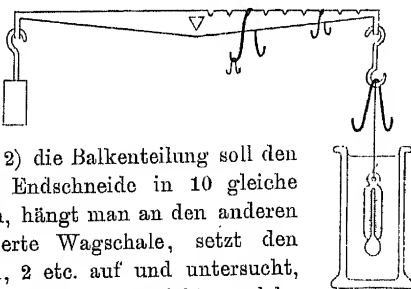 2) die Balkenteilung soll den
Endschneide in 10 gleiche
hängt man an den anderen
erte Wagschale, setzt den
2 etc. auf und untersucht,